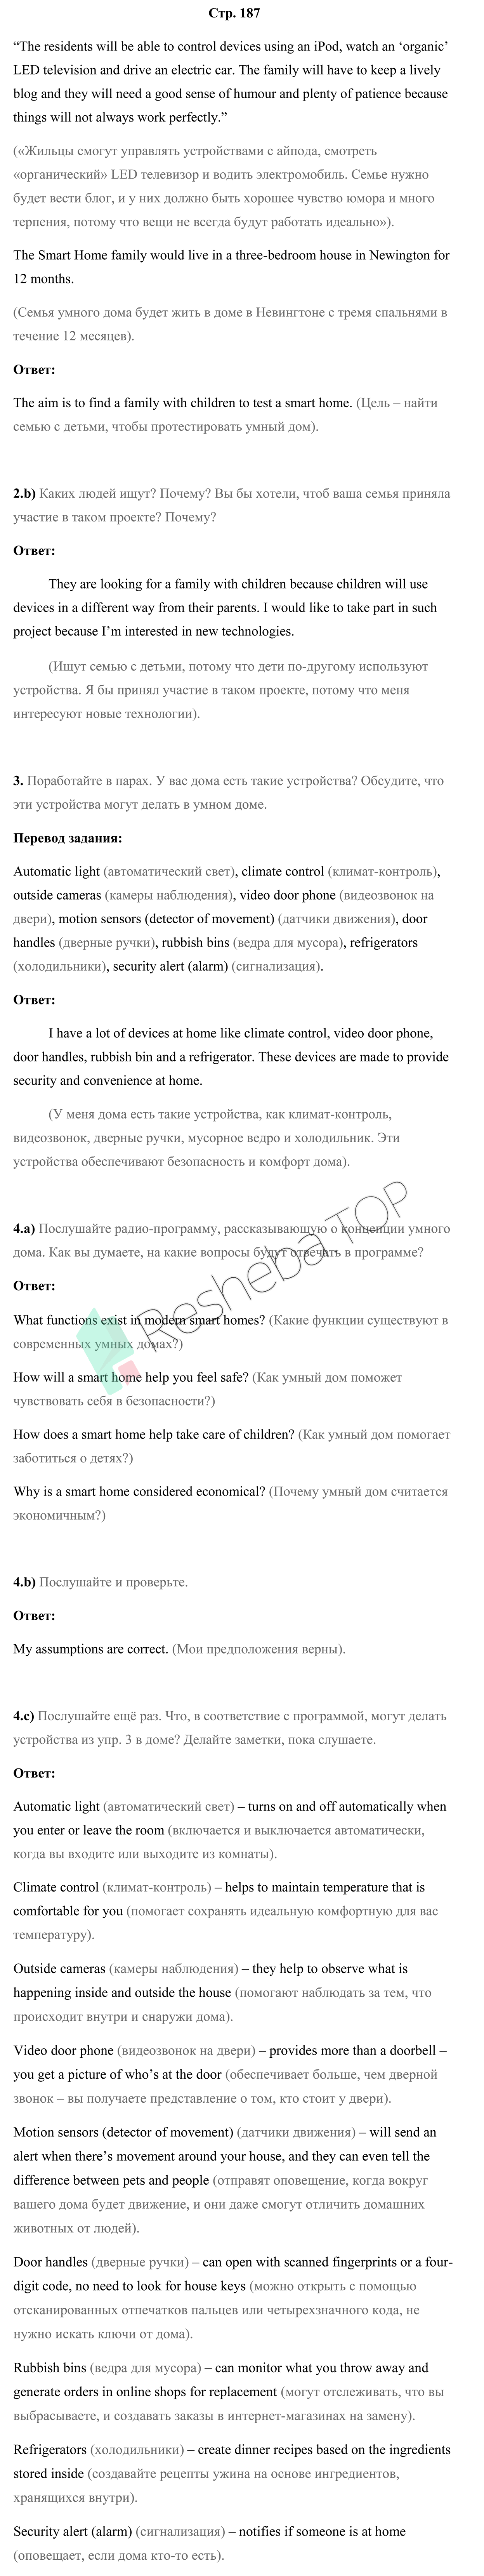 Стр. 187
“The residents will be able to control devices using an iPod, watch an ‘organic’
LED television and drive an electric car. The family will have to keep a lively
blog and they will need a good sense of humour and plenty of patience because
things will not always work perfectly.”
(«Жильцы смогут управлять устройствами с айпода, смотреть
«органический» LED телевизор и водить электромобиль. Семье нужно
будет вести блог, и у них должно быть хорошее чувство юмора и много
терпения, потому что вещи не всегда будут работать идеально»).
The Smart Home family would live in a three-bedroom house in Newington for
12 months.
(Семья умного дома будет жить в доме в Невингтоне с тремя спальнями в
течение 12 месяцев).
Ответ:
The aim is to find a family with children to test a smart home. (Цель – найти
семью с детьми, чтобы протестировать умный дом).
2.b) Каких людей ищут? Почему? Вы бы хотели, чтоб ваша семья приняла
участие в таком проекте? Почему?
Ответ:
They are looking for a family with children because children will use
devices in a different way from their parents. I would like to take part in such
project because I’m interested in new technologies.
(Ищут семью с детьми, потому что дети по-другому используют
устройства. Я бы принял участие в таком проекте, потому что меня
интересуют новые технологии).
3. Поработайте в парах. У вас дома есть такие устройства? Обсудите, что
эти устройства могут делать в умном доме.
Перевод задания:
Automatic light (автоматический свет), climate control (климат-контроль),
outside cameras (камеры наблюдения), video door phone (видеозвонок на
двери), motion sensors (detector of movement) (датчики движения), door
handles (дверные ручки), rubbish bins (ведра для мусора), refrigerators
(холодильники), security alert (alarm) (сигнализация).
Ответ:
I have a lot of devices at home like climate control, video door phone,
door handles, rubbish bin and a refrigerator. These devices are made to provide
security and convenience at home.
(У меня дома есть такие устройства, как климат-контроль,
видеозвонок, дверные ручки, мусорное ведро и холодильник. Эти
устройства обеспечивают безопасность и комфорт дома).
4.a) Послушайте радио-программу, рассказывающую о концепции умного
дома. Как вы думаете, на какие вопросы будут отвечать в программе?
Ответ:
What functions exist in modern smart homes? (Какие функции существуют в
современных умных домах?)
How will a smart home help you feel safe? (Как умный дом поможет
чувствовать себя в безопасности?)
How does a smart home help take care of children? (Как умный дом помогает
заботиться о детях?)
Why is a smart home considered economical? (Почему умный дом считается
экономичным?)
Resheba.TOP
4.b) Послушайте и проверьте.
Ответ:
My assumptions are correct. (Мои предположения верны).
4.c) Послушайте ещё раз. Что, в соответствие с программой, могут делать
устройства из упр. 3 в доме? Делайте заметки, пока слушаете.
Ответ:
Automatic light (автоматический свет) – turns on and off automatically when
you enter or leave the room (включается и выключается автоматически,
когда вы входите или выходите из комнаты).
Climate control (климат-контроль) – helps to maintain temperature that is
comfortable for you (помогает сохранять идеальную комфортную для вас
температуру).
Outside cameras (камеры наблюдения) – they help to observe what is
happening inside and outside the house (помогают наблюдать за тем, что
происходит внутри и снаружи дома).
Video door phone (видеозвонок на двери) – provides more than a doorbell –
you get a picture of who’s at the door (обеспечивает больше, чем дверной
звонок – вы получаете представление о том, кто стоит у двери).
Motion sensors (detector of movement) (датчики движения) – will send an
alert when there’s movement around your house, and they can even tell the
difference between pets and people (отправят оповещение, когда вокруг
вашего дома будет движение, и они даже смогут отличить домашних
животных от людей).
Door handles (дверные ручки) – can open with scanned fingerprints or a four-
digit code, no need to look for house keys (можно открыть с помощью
отсканированных отпечатков пальцев или четырехзначного кода, не
нужно искать ключи от дома).
Rubbish bins (ведра для мусора) – can monitor what you throw away and
generate orders in online shops for replacement (могут отслеживать, что вы
выбрасываете, и создавать заказы в интернет-магазинах на замену).
Refrigerators (холодильники) – create dinner recipes based on the ingredients
stored inside (создавайте рецепты ужина на основе ингредиентов,
хранящихся внутри).
Security alert (alarm) (сигнализация) – notifies if someone is at home
(оповещает, если дома кто-то есть).